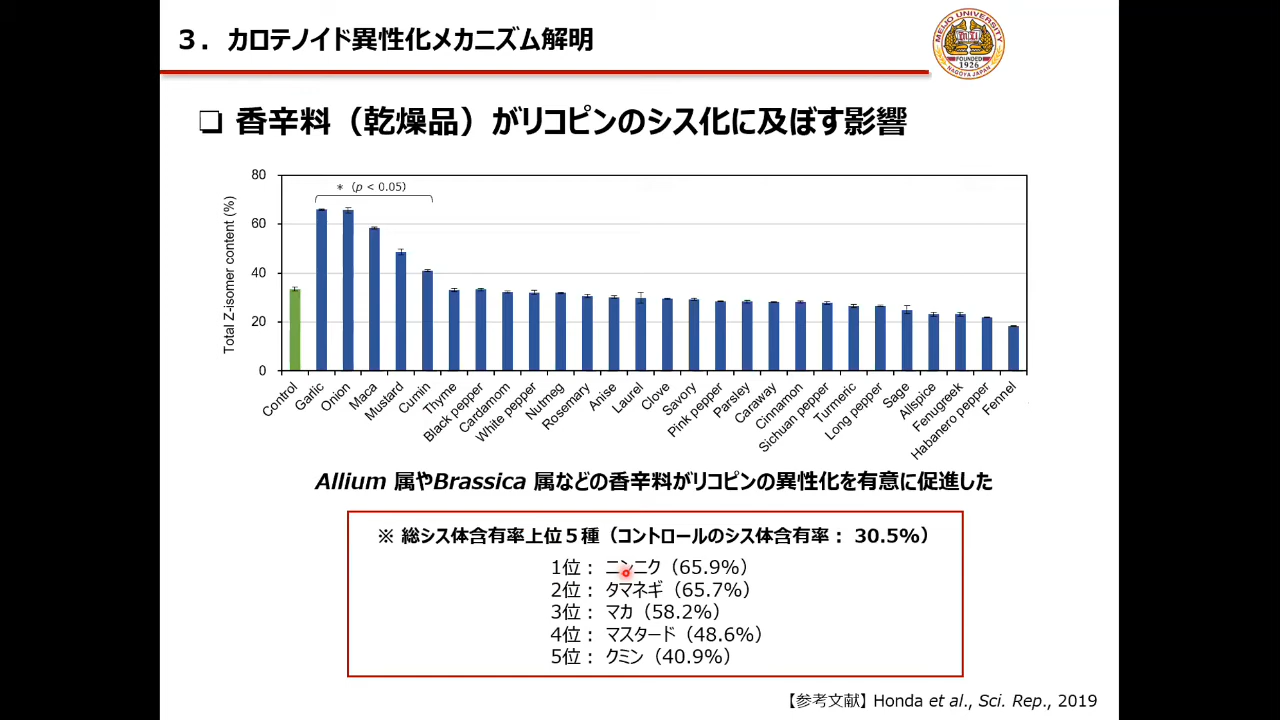 3．カロテノイド異性化メカニズム解明
MEIJO UNIVERSITY
FOUNDED
1926
NAGOYA JAPAN
❏ 香辛料（乾燥品）がリコピンのシス化に及ぼす影響
Total Z-isomer content (%)
80
60
40
20
0
＊（p < 0.05）
Control
Garlic
Onion
Maca
Mustard
Cumin
Thyme
Black pepper
Cardamom
White pepper
Nutmeg
Rosemary
Anise
Laurel
Clove
Savory
Pink pepper
Parsley
Caraway
Cinnamon
Sichuan pepper
Turmeric
Long pepper
Sage
Allspice
Fenugreek
Habanero pepper
Fennel
Allium 属やBrassica 属などの香辛料がリコピンの異性化を有意に促進した
※ 総シス体含有率上位５種（コントロールのシス体含有率： 30.5%）
1位： ニンニク（65.9%）
2位： タマネギ（65.7%）
3位： マカ（58.2%）
4位： マスタード（48.6%）
5位： クミン（40.9%）
【参考文献】Honda et al., Sci. Rep., 2019